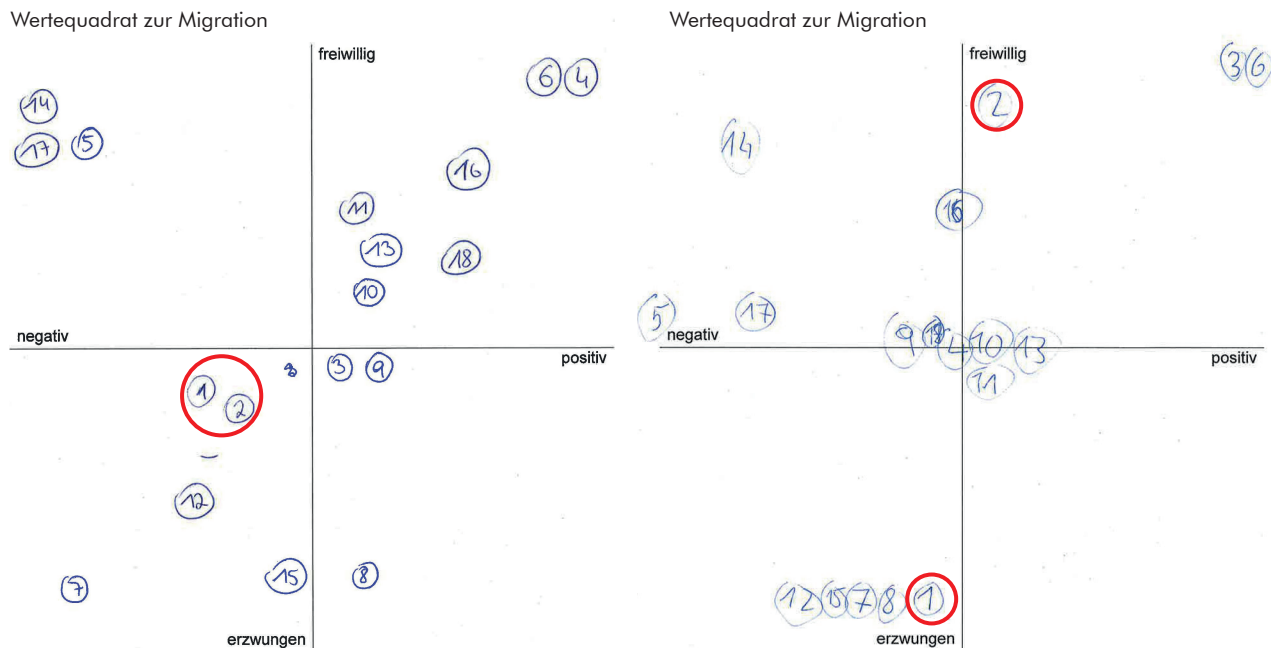 Wertequadrat zur Migration
freiwillig
6 4
14
17 5
16
11
13 18
10
negativ
positiv
3 9
1
2
12
7 15 8
erzwungen
Wertequadrat zur Migration
freiwillig
3 6
2
14
16
5 17
negativ
9 18 4 10 13
positiv
11
12 15 7 8 1
erzwungen